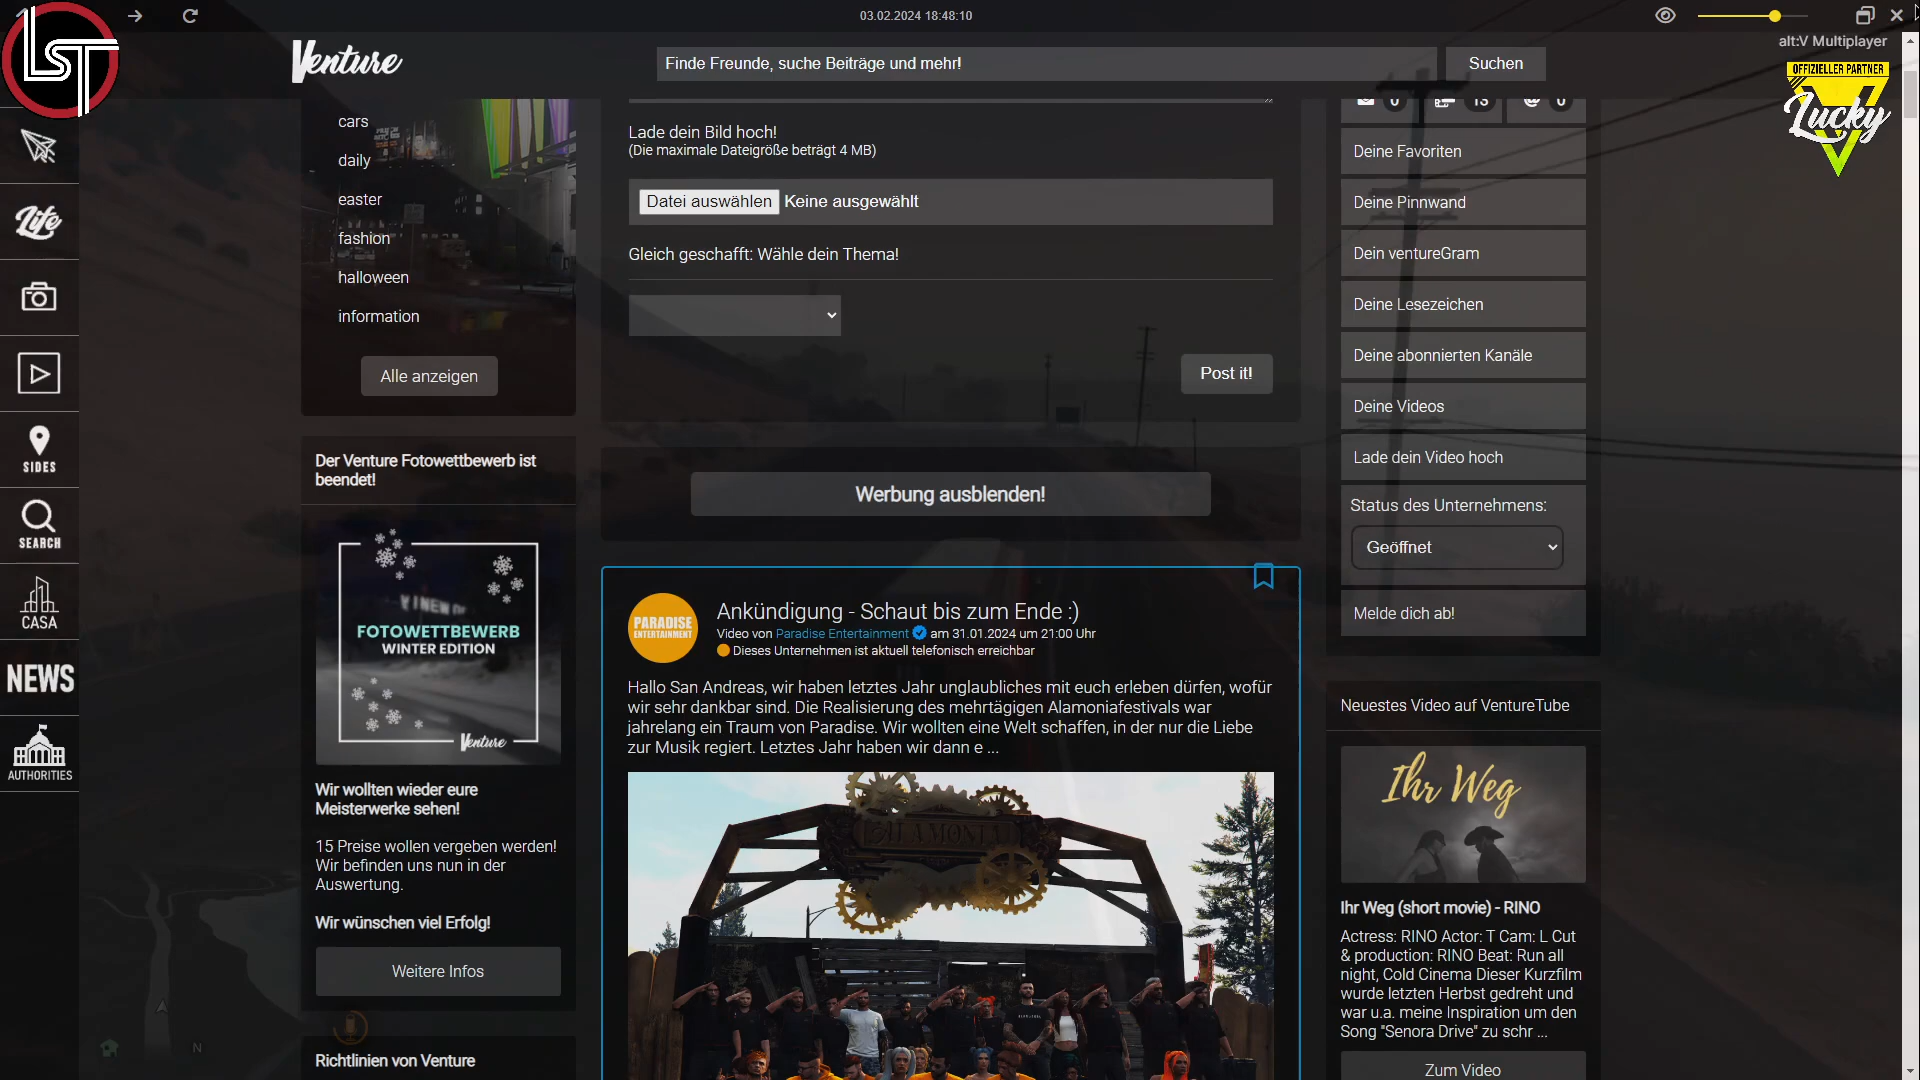 03.02.2024 18:48:10
alt:V Multiplayer
LST
Venture
Finde Freunde, suche Beiträge und mehr!
Suchen
OFFIZIELLER PARTNER
Lucky V
Life
SIDES
SEARCH
CASA
NEWS
AUTHORITIES
cars
daily
easter
fashion
halloween
information
Alle anzeigen
Der Venture Fotowettbewerb ist
beendet!
FOTOWETTBEWERB
WINTER EDITION
Venture
Wir wollten wieder eure
Meisterwerke sehen!
15 Preise wollen vergeben werden!
Wir befinden uns nun in der
Auswertung.
Wir wünschen viel Erfolg!
Weitere Infos
N
Richtlinien von Venture
Lade dein Bild hoch!
(Die maximale Dateigröße beträgt 4 MB)
Datei auswählen Keine ausgewählt
Gleich geschafft: Wähle dein Thema!
Post it!
Werbung ausblenden!
PARADISE
ENTERTAINMENT
Ankündigung - Schaut bis zum Ende :)
Video von Paradise Entertainment am 31.01.2024 um 21:00 Uhr
Dieses Unternehmen ist aktuell telefonisch erreichbar
Hallo San Andreas, wir haben letztes Jahr unglaubliches mit euch erleben dürfen, wofür
wir sehr dankbar sind. Die Realisierung des mehrtägigen Alamoniafestivals war
jahrelang ein Traum von Paradise. Wir wollten eine Welt schaffen, in der nur die Liebe
zur Musik regiert. Letztes Jahr haben wir dann e ...
ALAMONIA
0 13 0
Deine Favoriten
Deine Pinnwand
Dein ventureGram
Deine Lesezeichen
Deine abonnierten Kanäle
Deine Videos
Lade dein Video hoch
Status des Unternehmens:
Geöffnet
Melde dich ab!
Neuestes Video auf VentureTube
Ihr Weg
Ihr Weg (short movie) - RINO
Actress: RINO Actor: T Cam: L Cut
& production: RINO Beat: Run all
night, Cold Cinema Dieser Kurzfilm
wurde letzten Herbst gedreht und
war u.a. meine Inspiration um den
Song "Senora Drive" zu schr ...
Zum Video